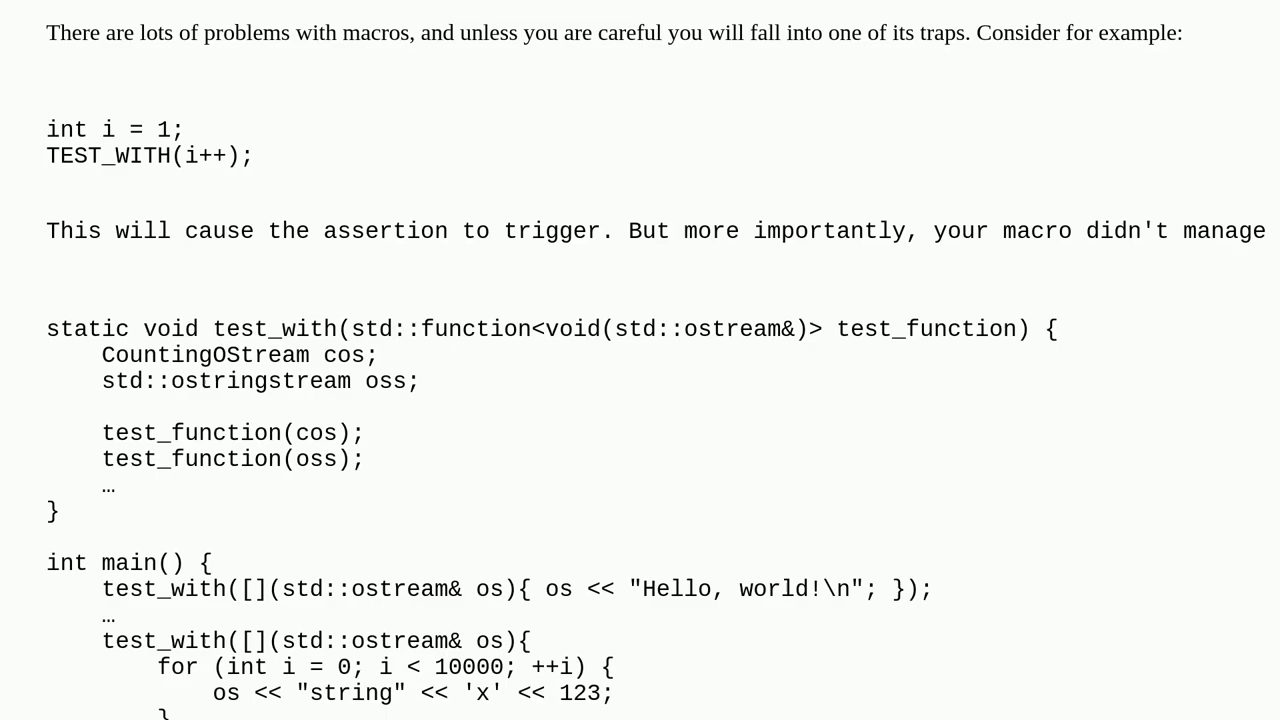 There are lots of problems with macros, and unless you are careful you will fall into one of its traps. Consider for example:
int i = 1;
TEST_WITH(i++);
This will cause the assertion to trigger. But more importantly, your macro didn't manage
static void test_with(std::function<void(std::ostream&)> test_function) {
    CountingOStream cos;
    std::ostringstream oss;
    test_function(cos);
    test_function(oss);
    …
}
int main() {
    test_with([](std::ostream& os){ os << "Hello, world!\n"; });
    …
    test_with([](std::ostream& os){
        for (int i = 0; i < 10000; ++i) {
            os << "string" << 'x' << 123;
        }